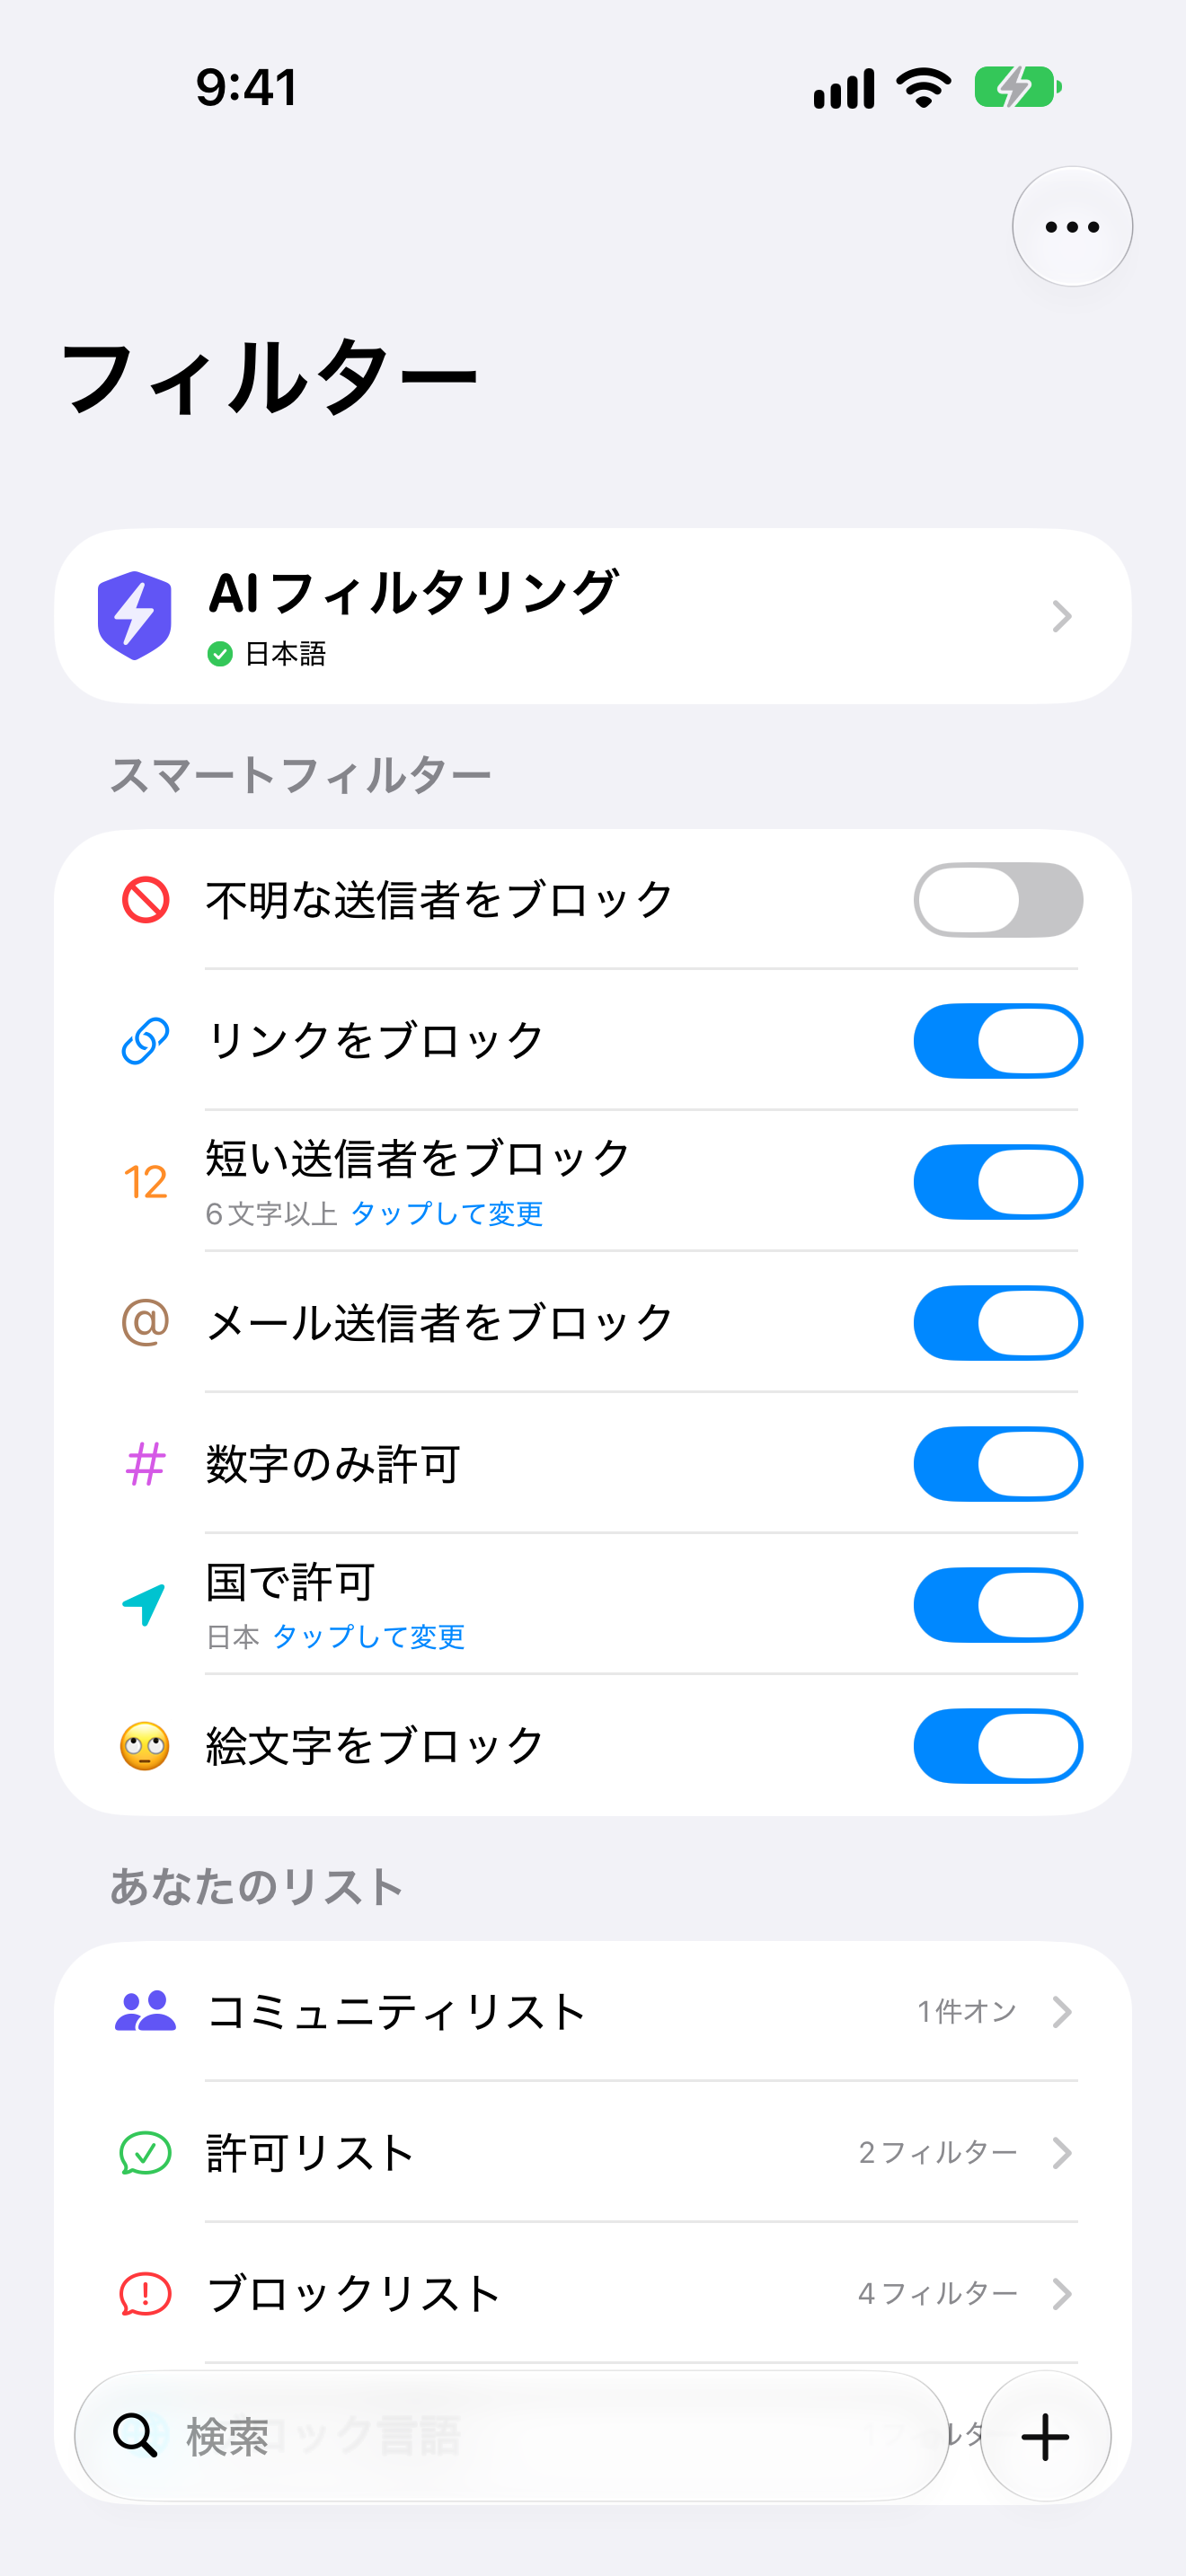 9:41
フィルター
AIフィルタリング
日本語
スマートフィルター
不明な送信者をブロック
リンクをブロック
12
短い送信者をブロック
6文字以上 タップして変更
@
メール送信者をブロック
#
数字のみ許可
国で許可
日本 タップして変更
絵文字をブロック
あなたのリスト
コミュニティリスト 1件オン
許可リスト 2フィルター
ブロックリスト 4フィルター
検索